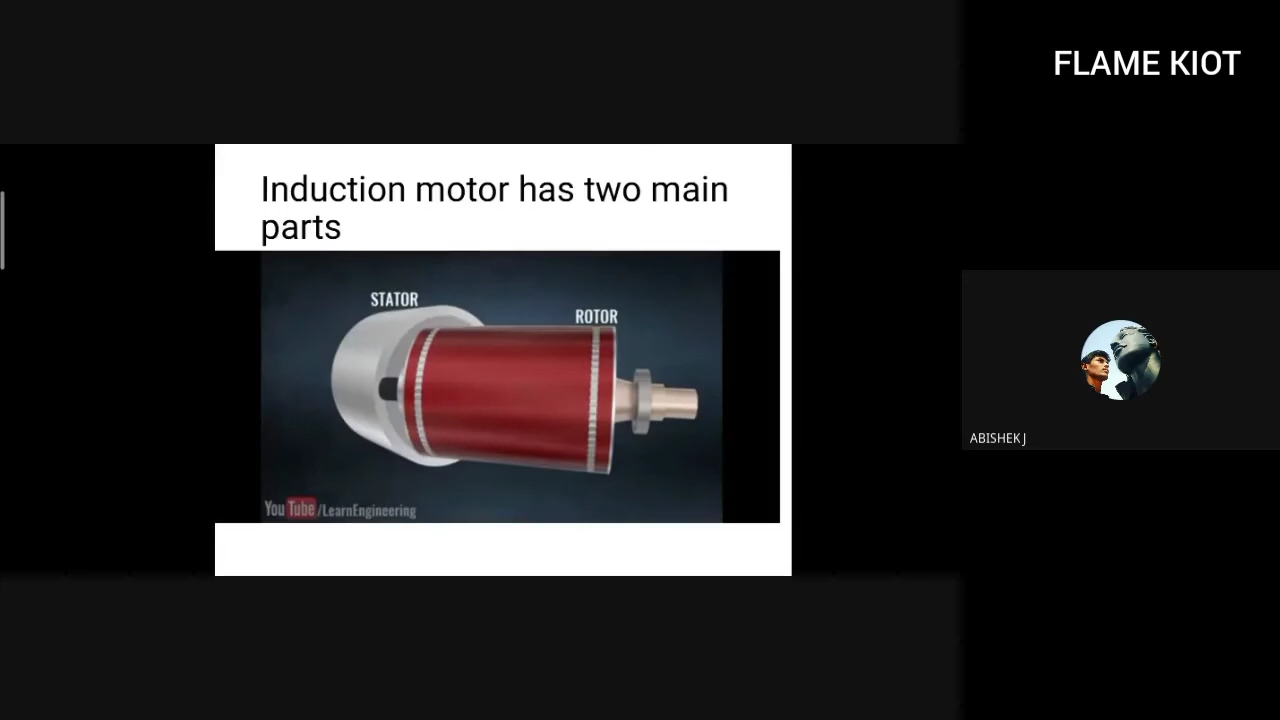 FLAME KIOT
Induction motor has two main
parts
STATOR
ROTOR
YouTube/LearnEngineering
ABISHEK J